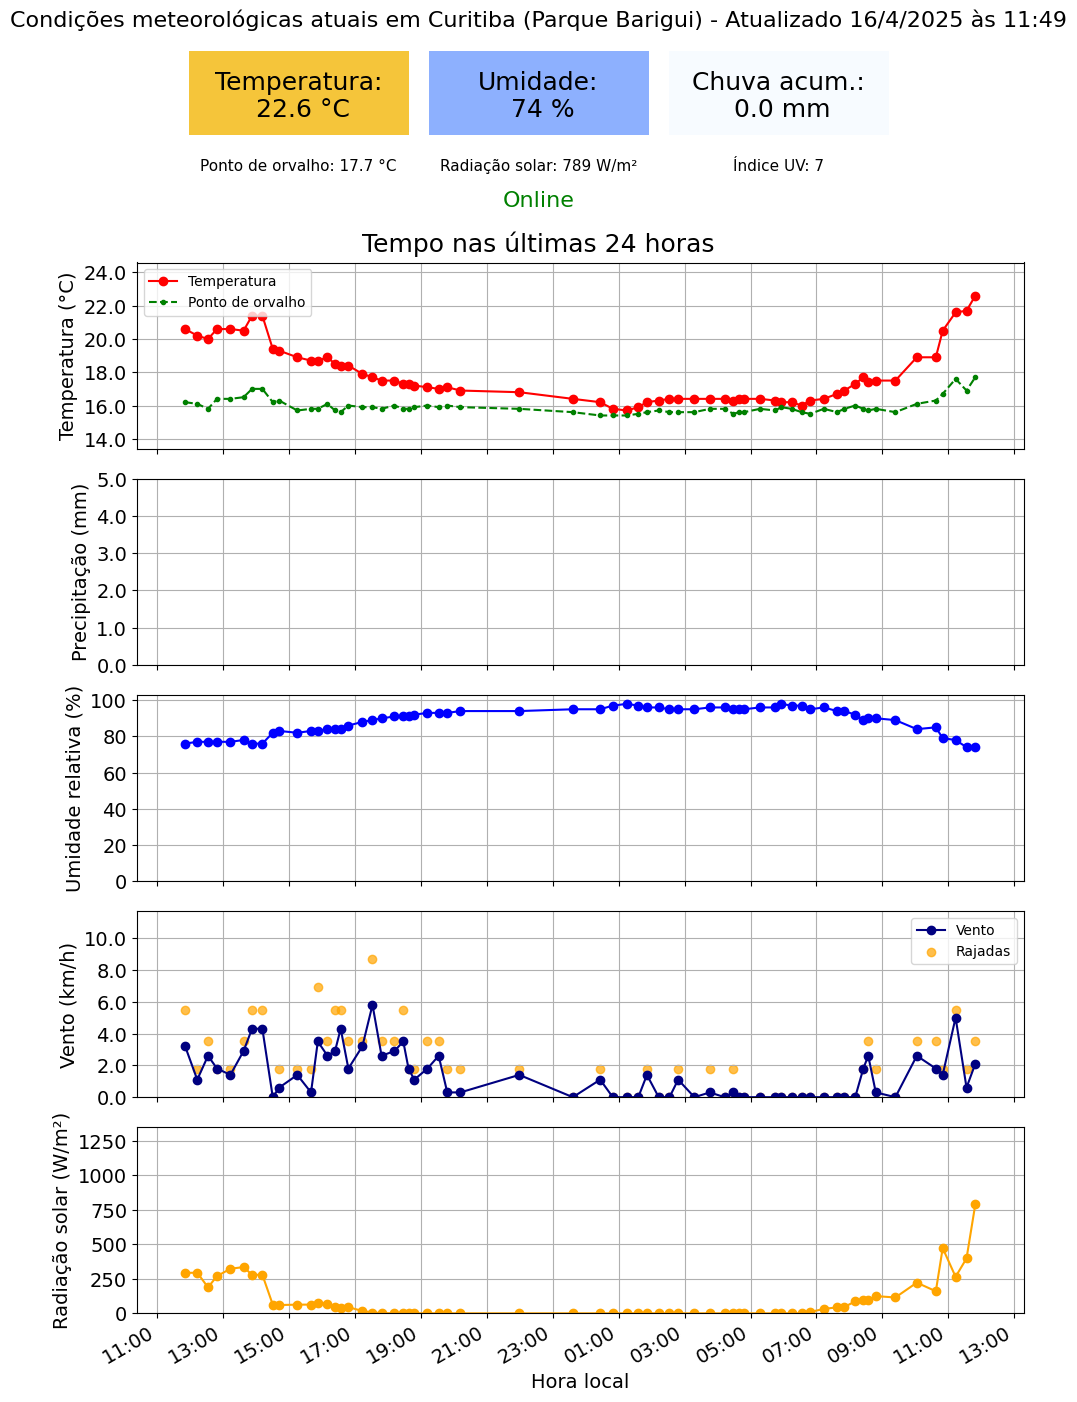 Condições meteorológicas atuais em Curitiba (Parque Barigui) - Atualizado 16/4/2025 às 11:49
Temperatura:
22.6 °C
Umidade:
74 %
Chuva acum.:
0.0 mm
Ponto de orvalho: 17.7 °C
Radiação solar: 789 W/m²
Índice UV: 7
Online
Tempo nas últimas 24 horas
Temperatura (°C)
24.0
22.0
20.0
18.0
16.0
14.0
Temperatura
Ponto de orvalho
Precipitação (mm)
5.0
4.0
3.0
2.0
1.0
0.0
Umidade relativa (%)
100
80
60
40
20
0
Vento (km/h)
10.0
8.0
6.0
4.0
2.0
0.0
Vento
Rajadas
Radiação solar (W/m²)
1250
1000
750
500
250
0
11:00
13:00
15:00
17:00
19:00
21:00
23:00
01:00
03:00
05:00
07:00
09:00
11:00
13:00
Hora local